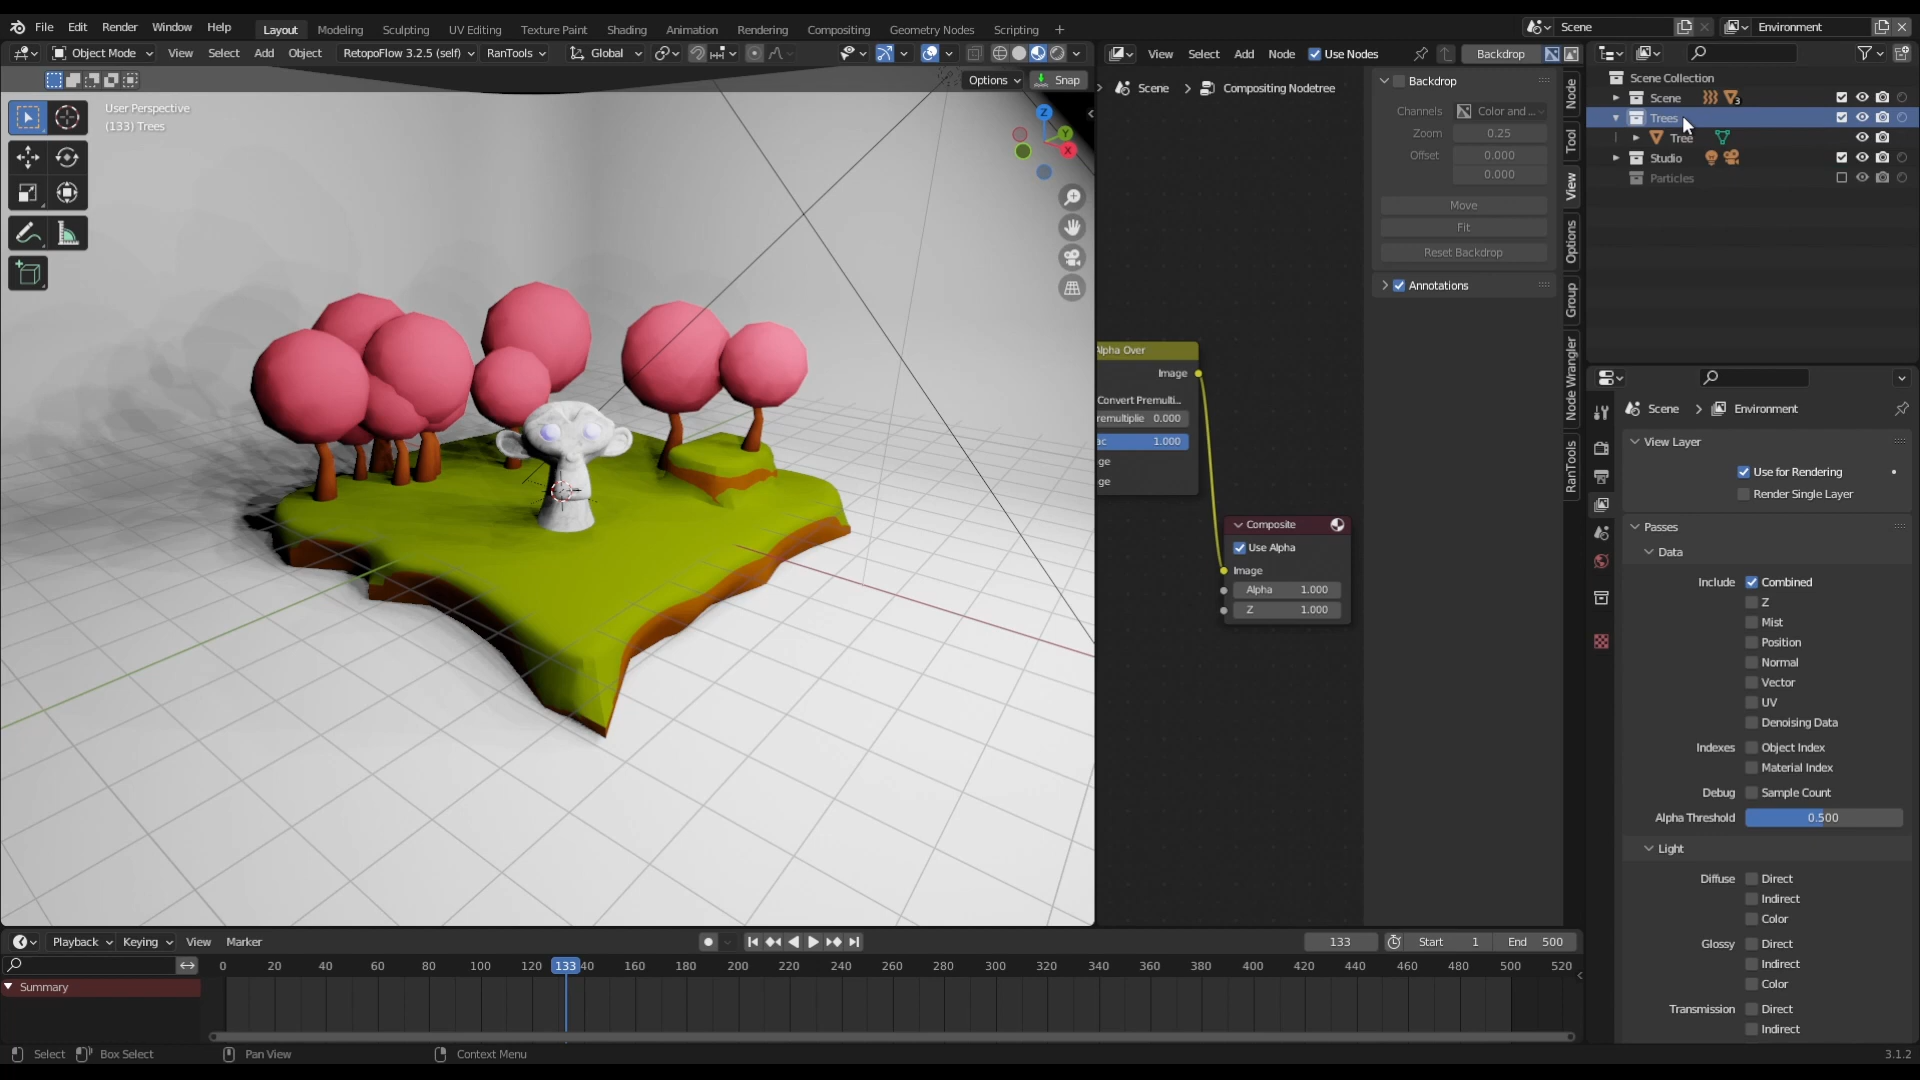 File Edit Render Window Help Layout Modeling Sculpting UV Editing Texture Paint Shading Animation Rendering Compositing Geometry Nodes Scripting + Scene Environment
Object Mode View Select Add Object RetopoFlow 3.2.5 (self) RanTools Global View Select Add Node Use Nodes Backdrop
Options Snap
User Perspective
(133) Trees
Z
Y
X
Scene > Compositing Nodetree
Alpha Over
Image
Convert Premulti...
remultiplie 0.000
ac 1.000
ge
ge
Composite
Use Alpha
Image
Alpha 1.000
Z 1.000
Backdrop
Channels Color and ...
Zoom 0.25
Offset 0.000
0.000
Move
Fit
Reset Backdrop
Annotations
Node
Tool
View
Options
Group
Node Wrangler
RanTools
Scene Collection
Scene 3
Trees
Tree
Studio
Particles
Scene > Environment
View Layer
Use for Rendering
Render Single Layer
Passes
Data
Include Combined
Z
Mist
Position
Normal
Vector
UV
Denoising Data
Indexes Object Index
Material Index
Debug Sample Count
Alpha Threshold 0.500
Light
Diffuse Direct
Indirect
Color
Glossy Direct
Indirect
Color
Transmission Direct
Indirect
Playback Keying View Marker 133 Start 1 End 500
0 20 40 60 80 100 120 133 40 160 180 200 220 240 260 280 300 320 340 360 380 400 420 440 460 480 500 520
Summary
Select Box Select Pan View Context Menu 3.1.2